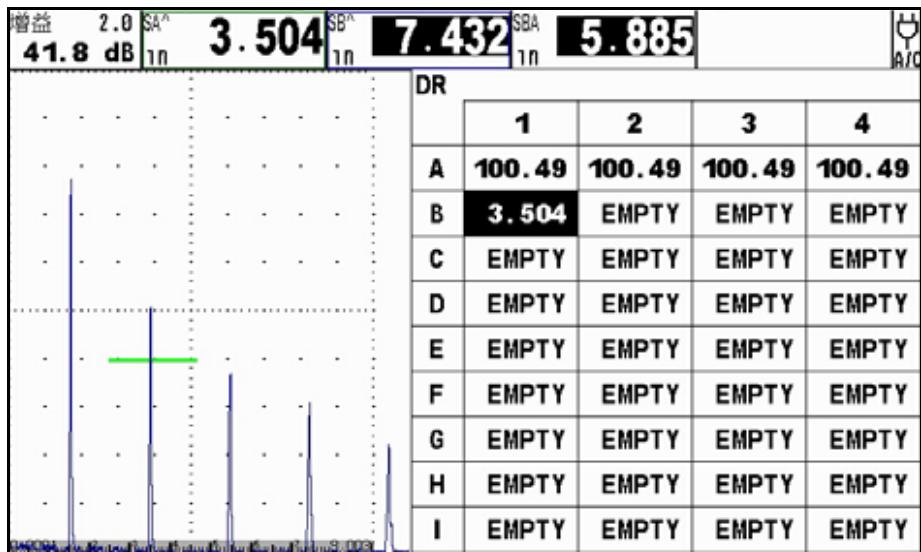 增益 2.0 SA^ 3.504 SB^ 7.432 SBA 5.885
41.8 dB in in in A/C
DR
1 2 3 4
A 100.49 100.49 100.49 100.49
B 3.504 EMPTY EMPTY EMPTY
C EMPTY EMPTY EMPTY EMPTY
D EMPTY EMPTY EMPTY EMPTY
E EMPTY EMPTY EMPTY EMPTY
F EMPTY EMPTY EMPTY EMPTY
G EMPTY EMPTY EMPTY EMPTY
H EMPTY EMPTY EMPTY EMPTY
I EMPTY EMPTY EMPTY EMPTY